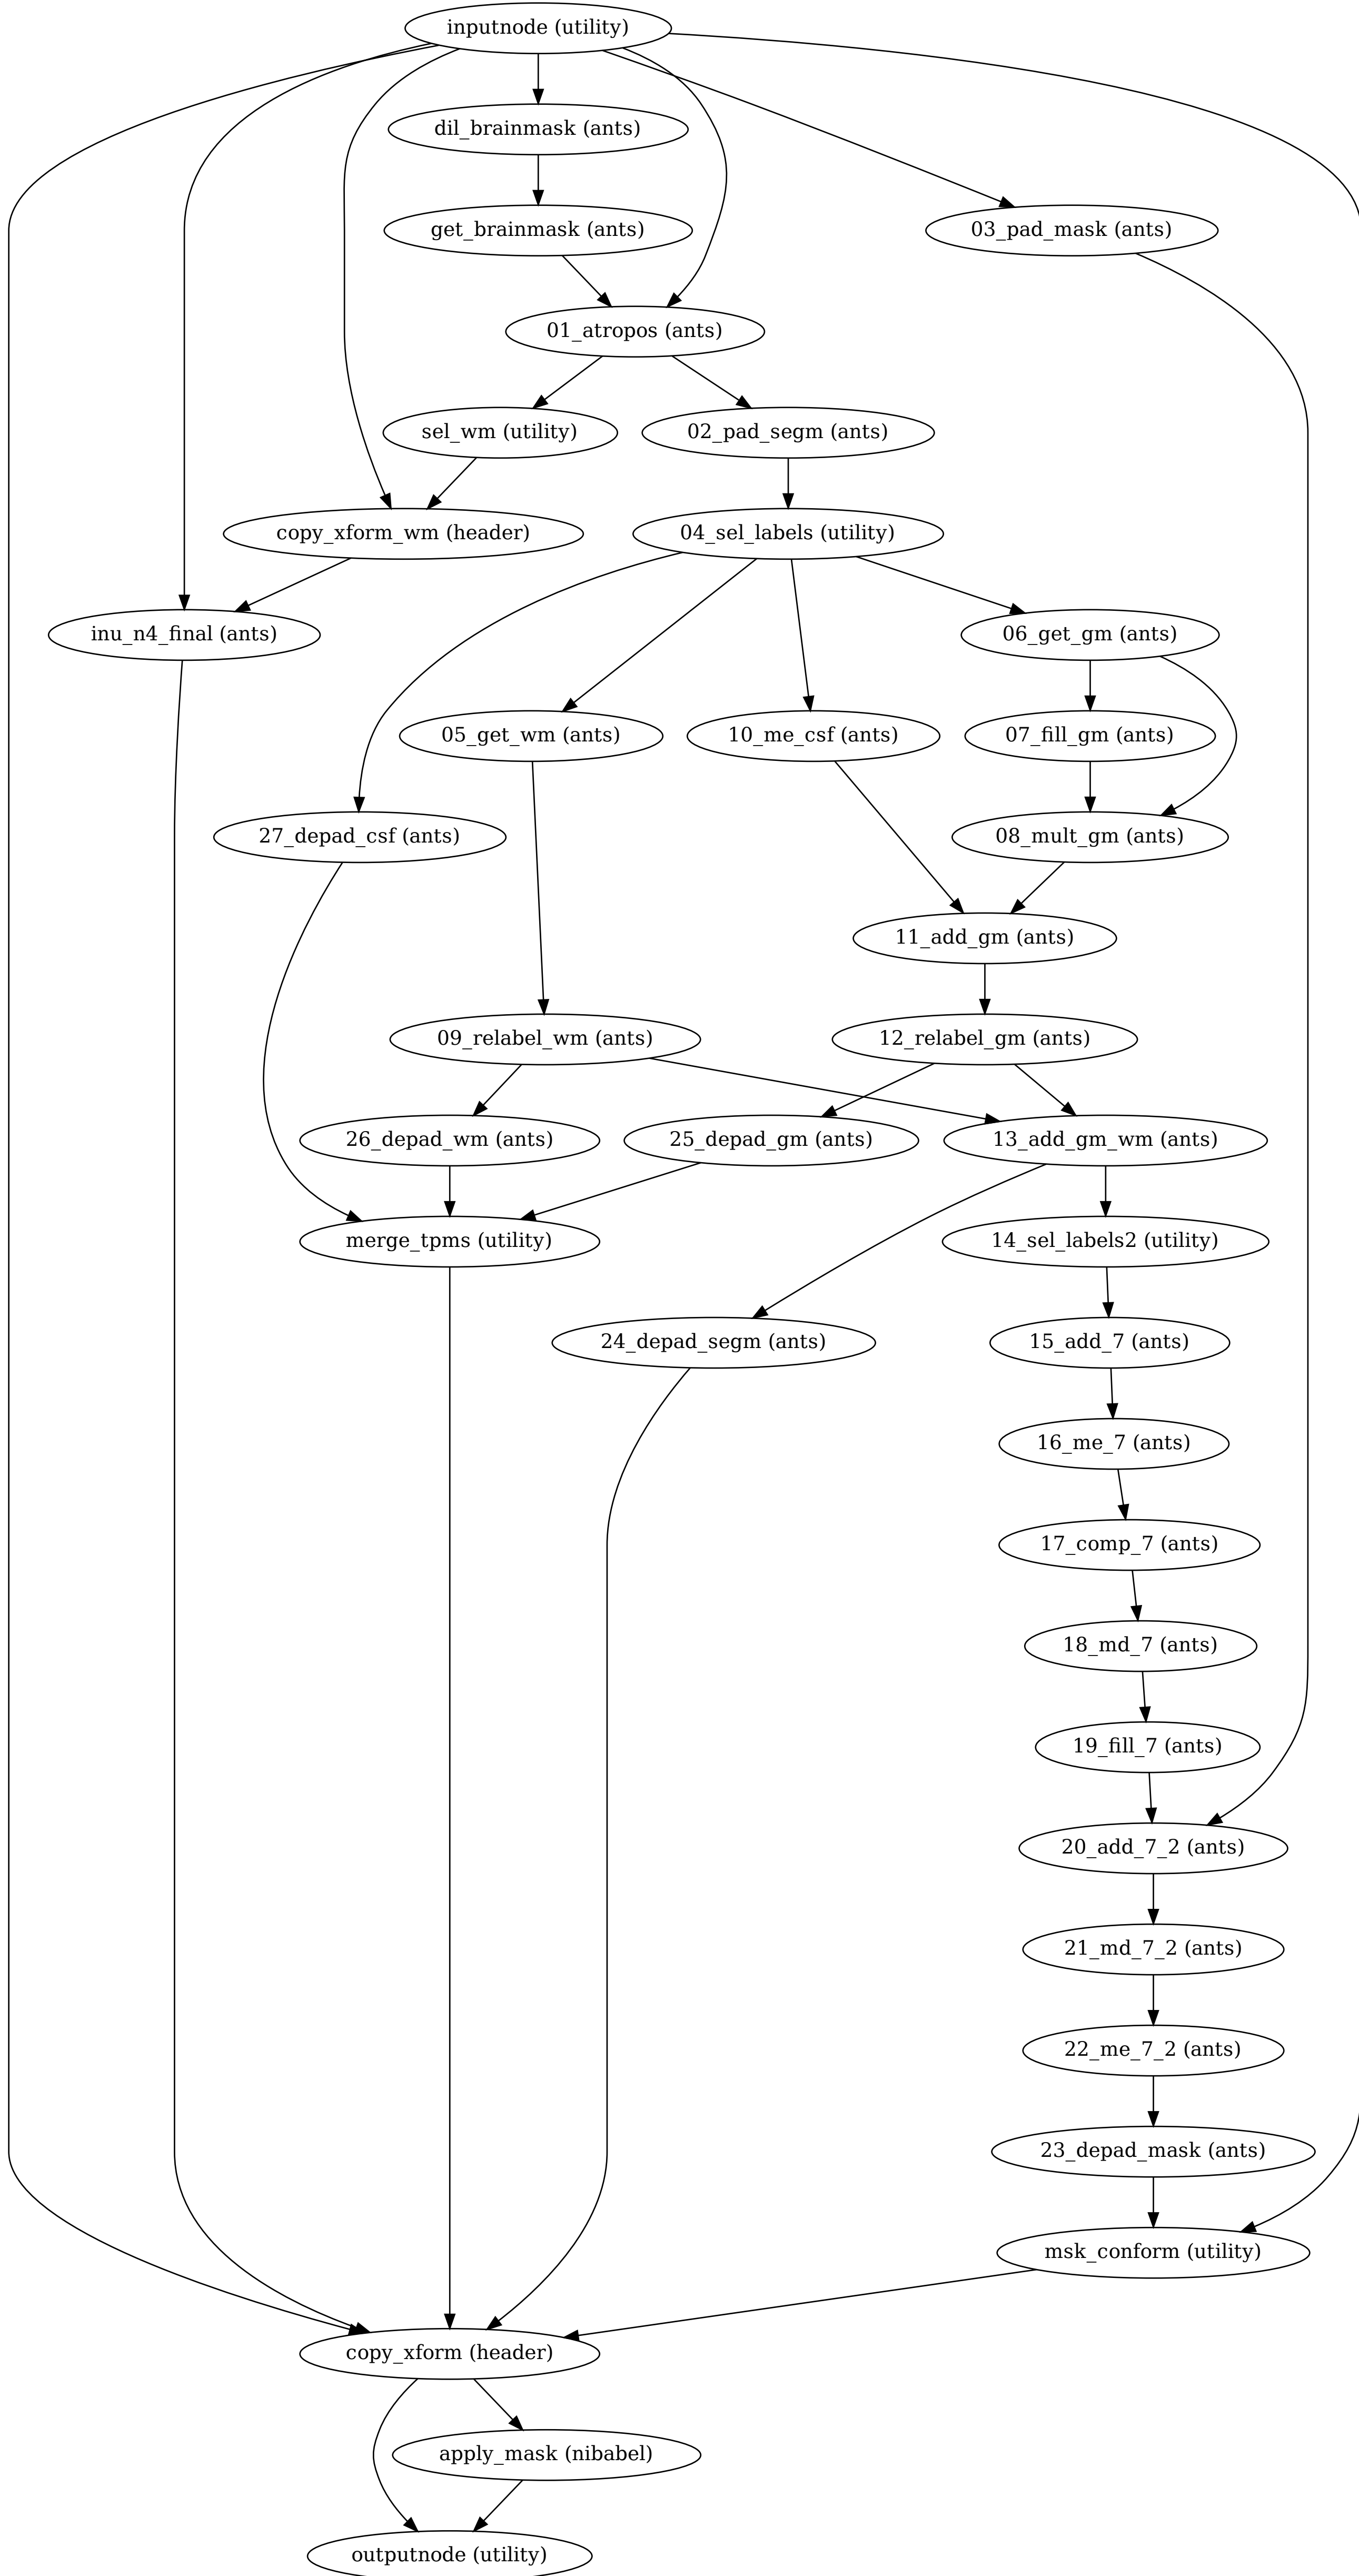 inputnode (utility)
dil_brainmask (ants)
get_brainmask (ants)
03_pad_mask (ants)
01_atropos (ants)
sel_wm (utility)
02_pad_segm (ants)
copy_xform_wm (header)
04_sel_labels (utility)
inu_n4_final (ants)
06_get_gm (ants)
05_get_wm (ants)
10_me_csf (ants)
07_fill_gm (ants)
27_depad_csf (ants)
08_mult_gm (ants)
11_add_gm (ants)
09_relabel_wm (ants)
12_relabel_gm (ants)
26_depad_wm (ants)
25_depad_gm (ants)
13_add_gm_wm (ants)
merge_tpms (utility)
14_sel_labels2 (utility)
24_depad_segm (ants)
15_add_7 (ants)
16_me_7 (ants)
17_comp_7 (ants)
18_md_7 (ants)
19_fill_7 (ants)
20_add_7_2 (ants)
21_md_7_2 (ants)
22_me_7_2 (ants)
23_depad_mask (ants)
msk_conform (utility)
copy_xform (header)
apply_mask (nibabel)
outputnode (utility)